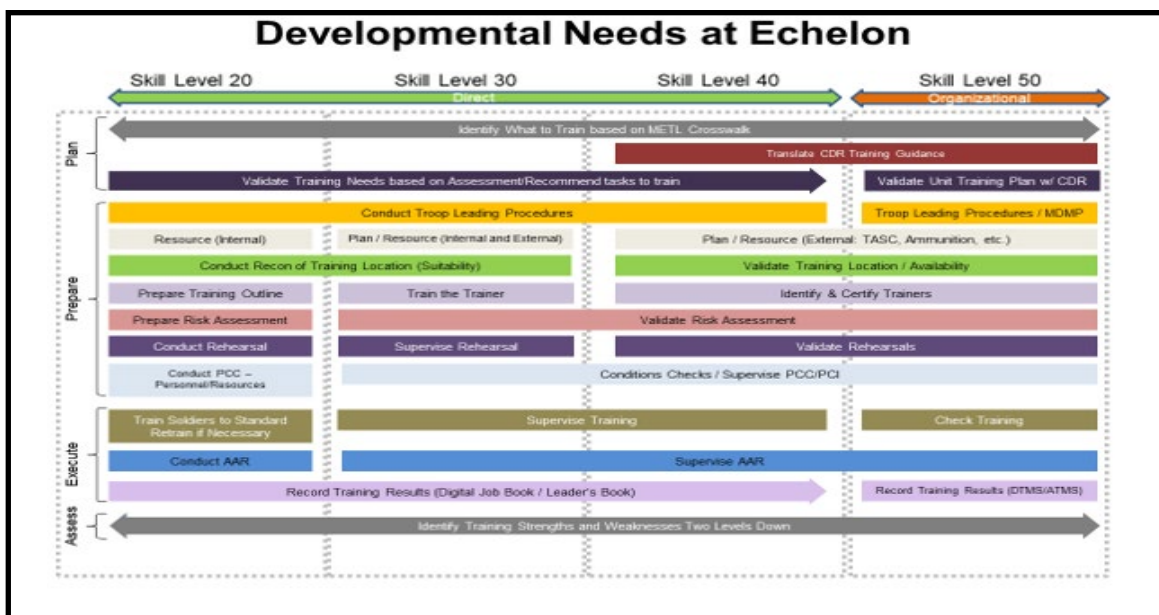 Developmental Needs at Echelon
Skill Level 20 Skill Level 30 Skill Level 40 Skill Level 50
Direct Organizational
Plan
Identify What to Train based on METL Crosswalk
Translate CDR Training Guidance
Validate Training Needs based on Assessment/Recommend tasks to train Validate Unit Training Plan w/ CDR
Prepare
Conduct Troop Leading Procedures Troop Leading Procedures / MDMP
Resource (Internal) Plan / Resource (Internal and External) Plan / Resource (External: TASC, Ammunition, etc.)
Conduct Recon of Training Location (Suitability) Validate Training Location / Availability
Prepare Training Outline Train the Trainer Identify & Certify Trainers
Prepare Risk Assessment Validate Risk Assessment
Conduct Rehearsal Supervise Rehearsal Validate Rehearsals
Conduct PCC –
Personnel/Resources
Conditions Checks / Supervise PCC/PCI
Execute
Train Soldiers to Standard
Retrain if Necessary
Supervise Training Check Training
Conduct AAR Supervise AAR
Record Training Results (Digital Job Book / Leader's Book) Record Training Results (DTMS/ATMS)
Assess
Identify Training Strengths and Weaknesses Two Levels Down